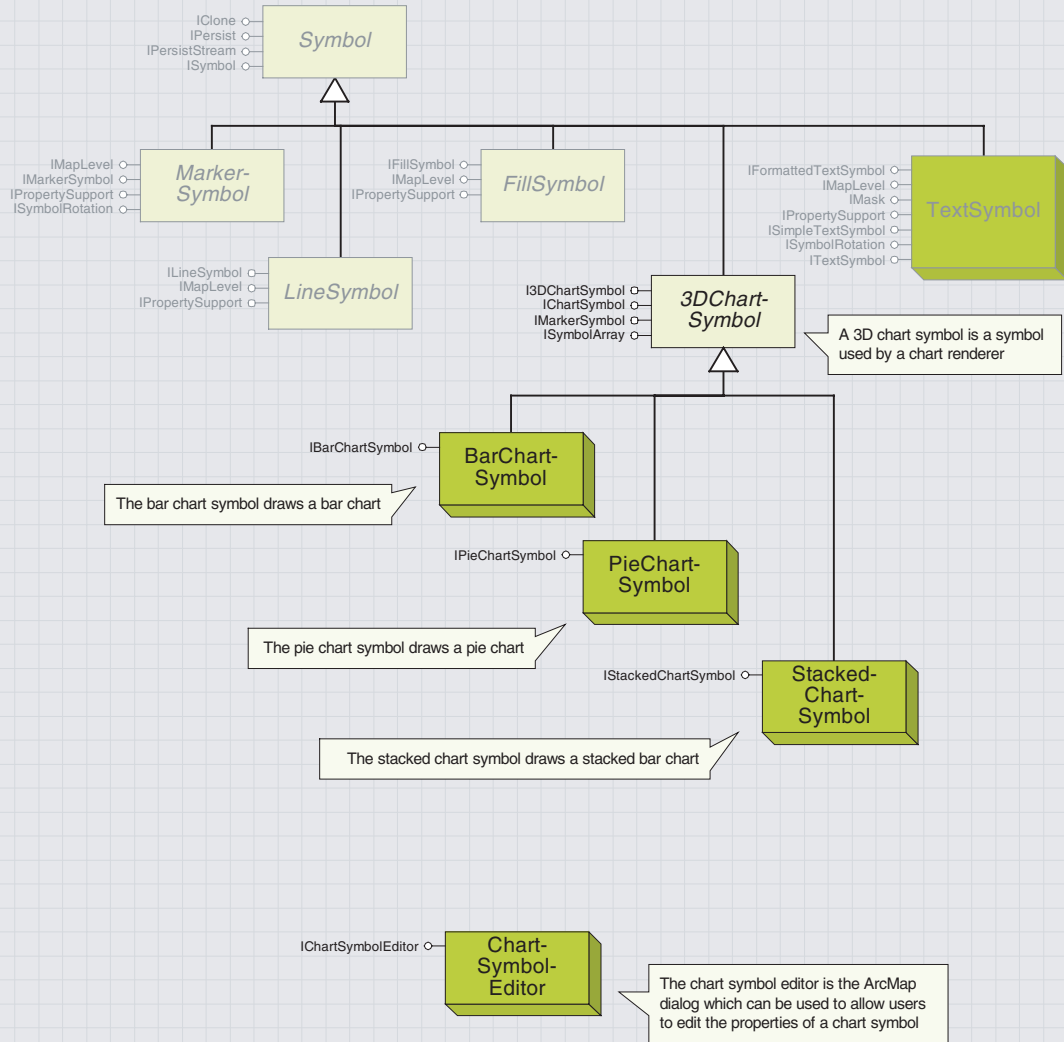 IClone
IPersist
IPersistStream
ISymbol
Symbol
IMapLevel
IMarkerSymbol
IPropertySupport
ISymbolRotation
Marker-
Symbol
IFillSymbol
IMapLevel
IPropertySupport
FillSymbol
IFormattedTextSymbol
IMapLevel
IMask
IPropertySupport
ISimpleTextSymbol
ISymbolRotation
ITextSymbol
TextSymbol
ILineSymbol
IMapLevel
IPropertySupport
LineSymbol
I3DChartSymbol
IChartSymbol
IMarkerSymbol
ISymbolArray
3DChart-
Symbol
A 3D chart symbol is a symbol
used by a chart renderer
IBarChartSymbol
BarChart-
Symbol
The bar chart symbol draws a bar chart
IPieChartSymbol
PieChart-
Symbol
The pie chart symbol draws a pie chart
IStackedChartSymbol
Stacked-
Chart-
Symbol
The stacked chart symbol draws a stacked bar chart
IChartSymbolEditor
Chart-
Symbol-
Editor
The chart symbol editor is the ArcMap
dialog which can be used to allow users
to edit the properties of a chart symbol